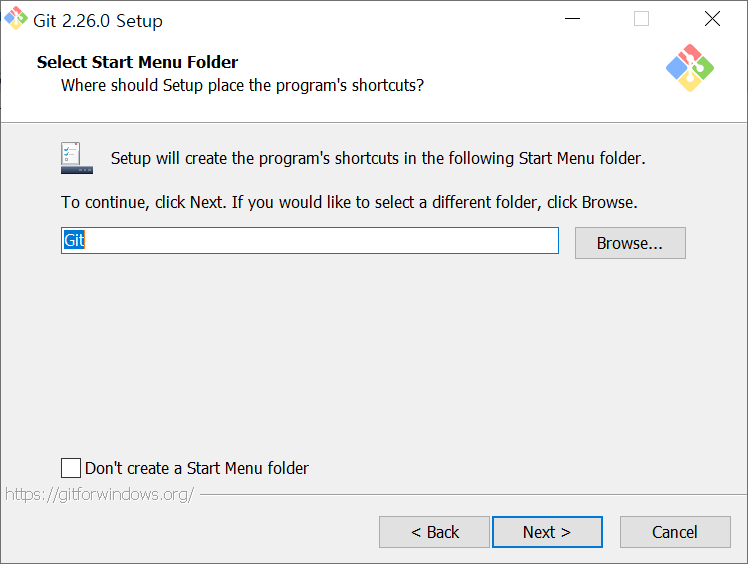 Git 2.26.0 Setup
Select Start Menu Folder
Where should Setup place the program's shortcuts?
Setup will create the program's shortcuts in the following Start Menu folder.
To continue, click Next. If you would like to select a different folder, click Browse.
Git
Browse...
Don't create a Start Menu folder
https://gitforwindows.org/
< Back
Next >
Cancel